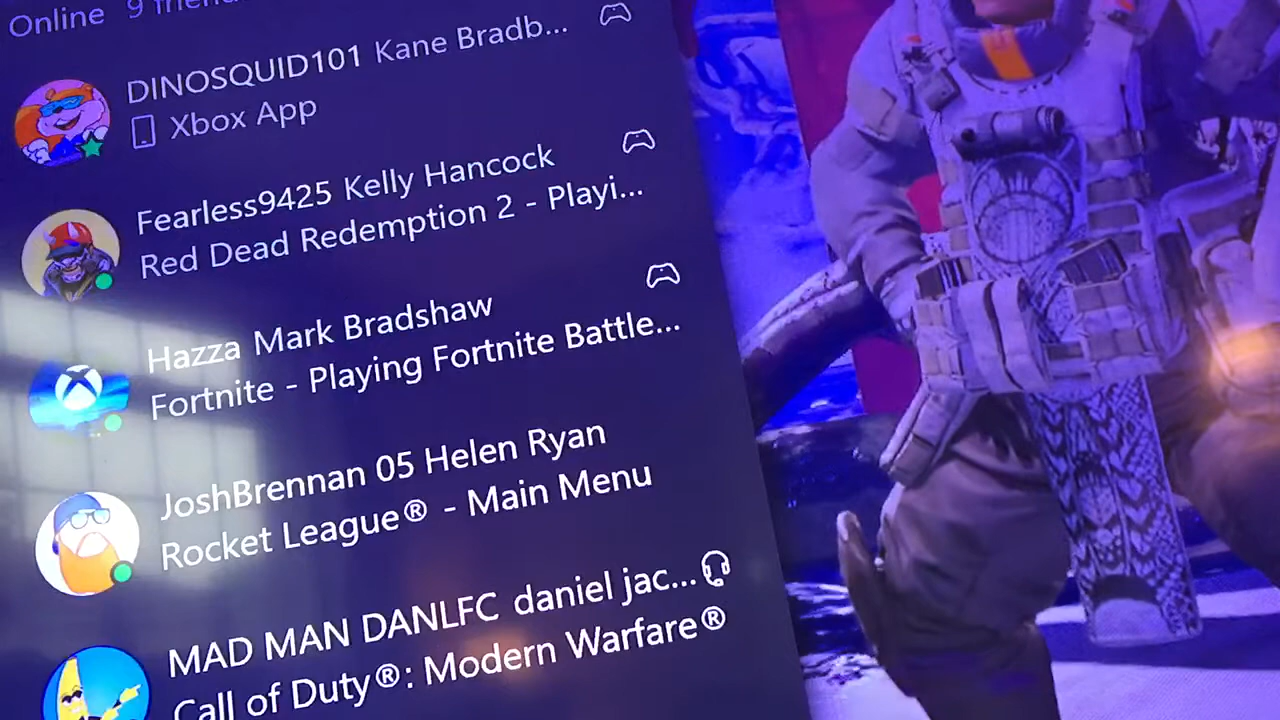 Online 9 friend
DINOSQUID101 Kane Bradb...
Xbox App
Fearless9425 Kelly Hancock
Red Dead Redemption 2 - Playi...
Hazza Mark Bradshaw
Fortnite - Playing Fortnite Battle...
JoshBrennan 05 Helen Ryan
Rocket League® - Main Menu
MAD MAN DANLFC daniel jac...
Call of Duty®: Modern Warfare®